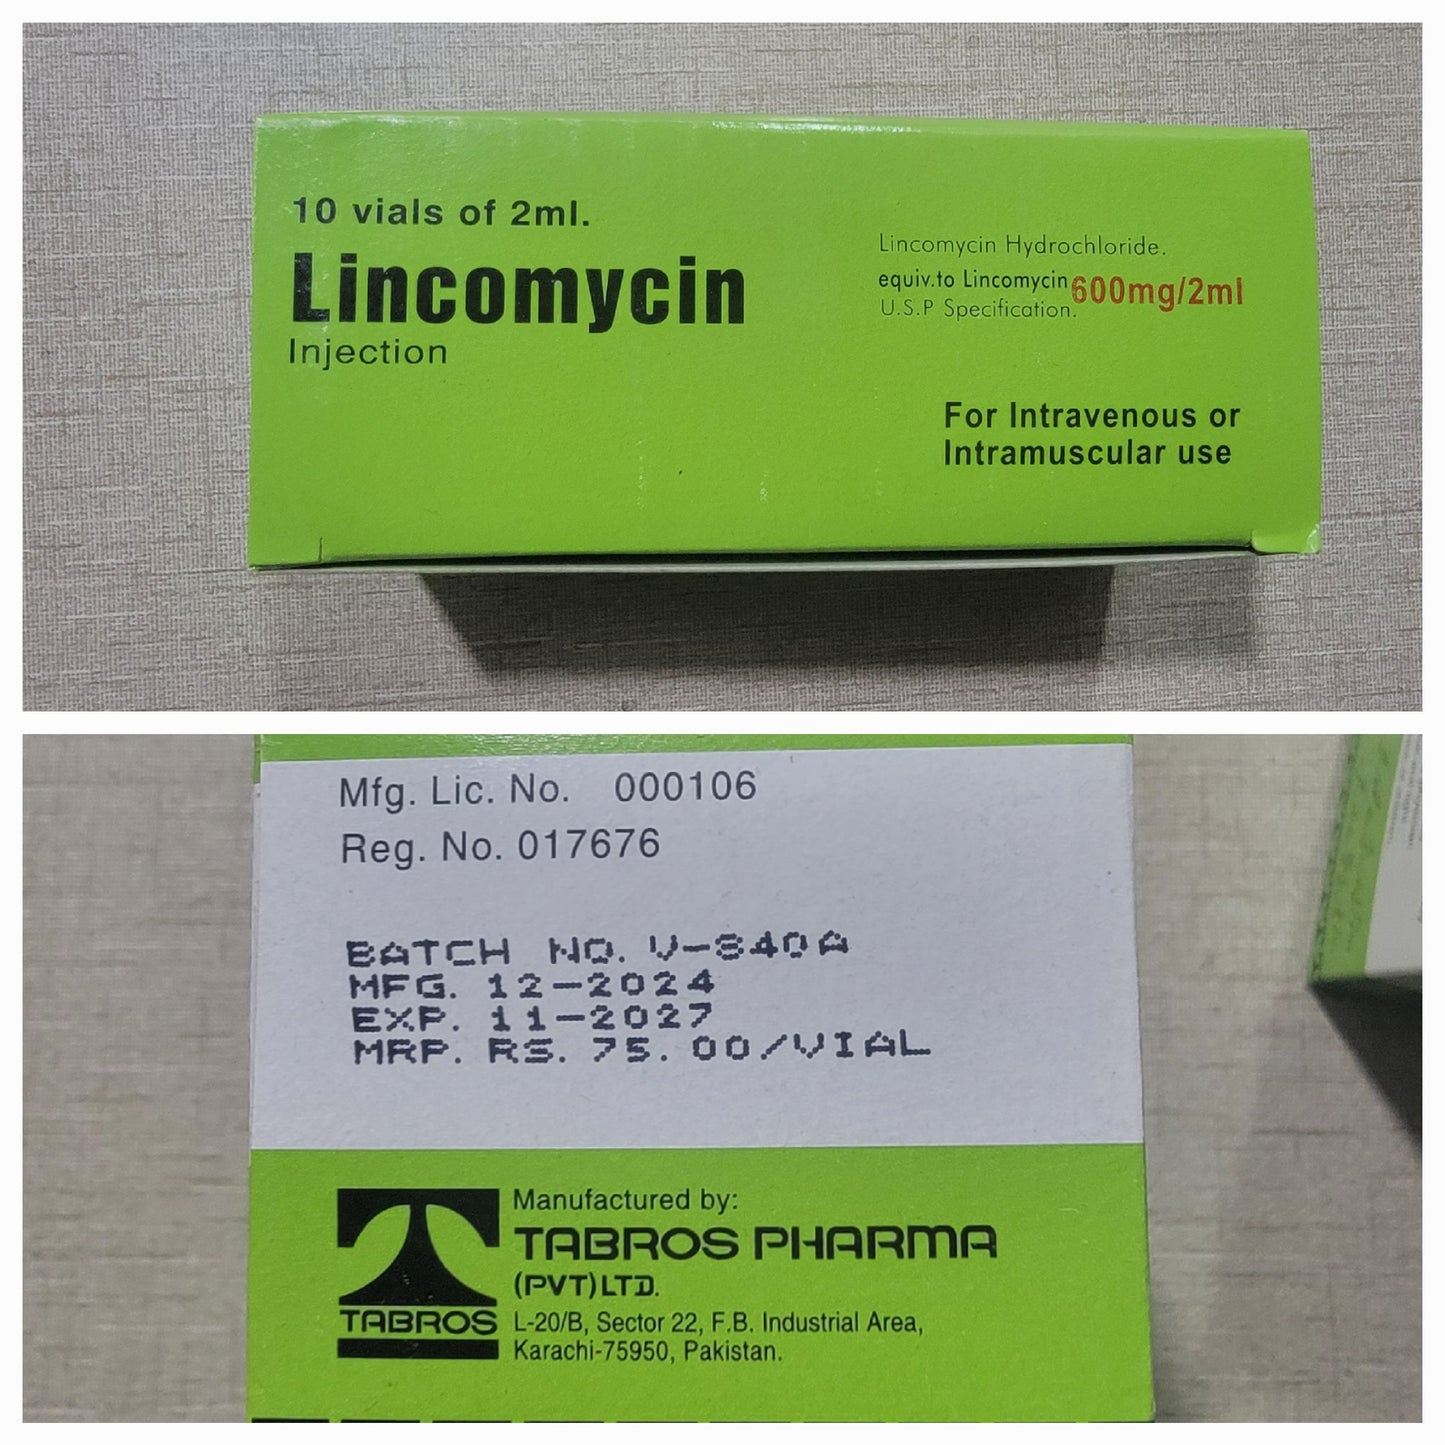 10 vials of 2ml.
Lincomycin
Injection
Lincomycin Hydrochloride.
equiv.to Lincomycin 600mg/2ml
U.S.P Specification.
For Intravenous or
Intramuscular use
Mfg. Lic. No. 000106
Reg. No. 017676
BATCH NO. V-840A
MFG. 12-2024
EXP. 11-2027
MRP. RS. 75.00/VIAL
TABROS
Manufactured by:
TABROS PHARMA
(PVT)LTD.
L-20/B, Sector 22, F.B. Industrial Area,
Karachi-75950, Pakistan.